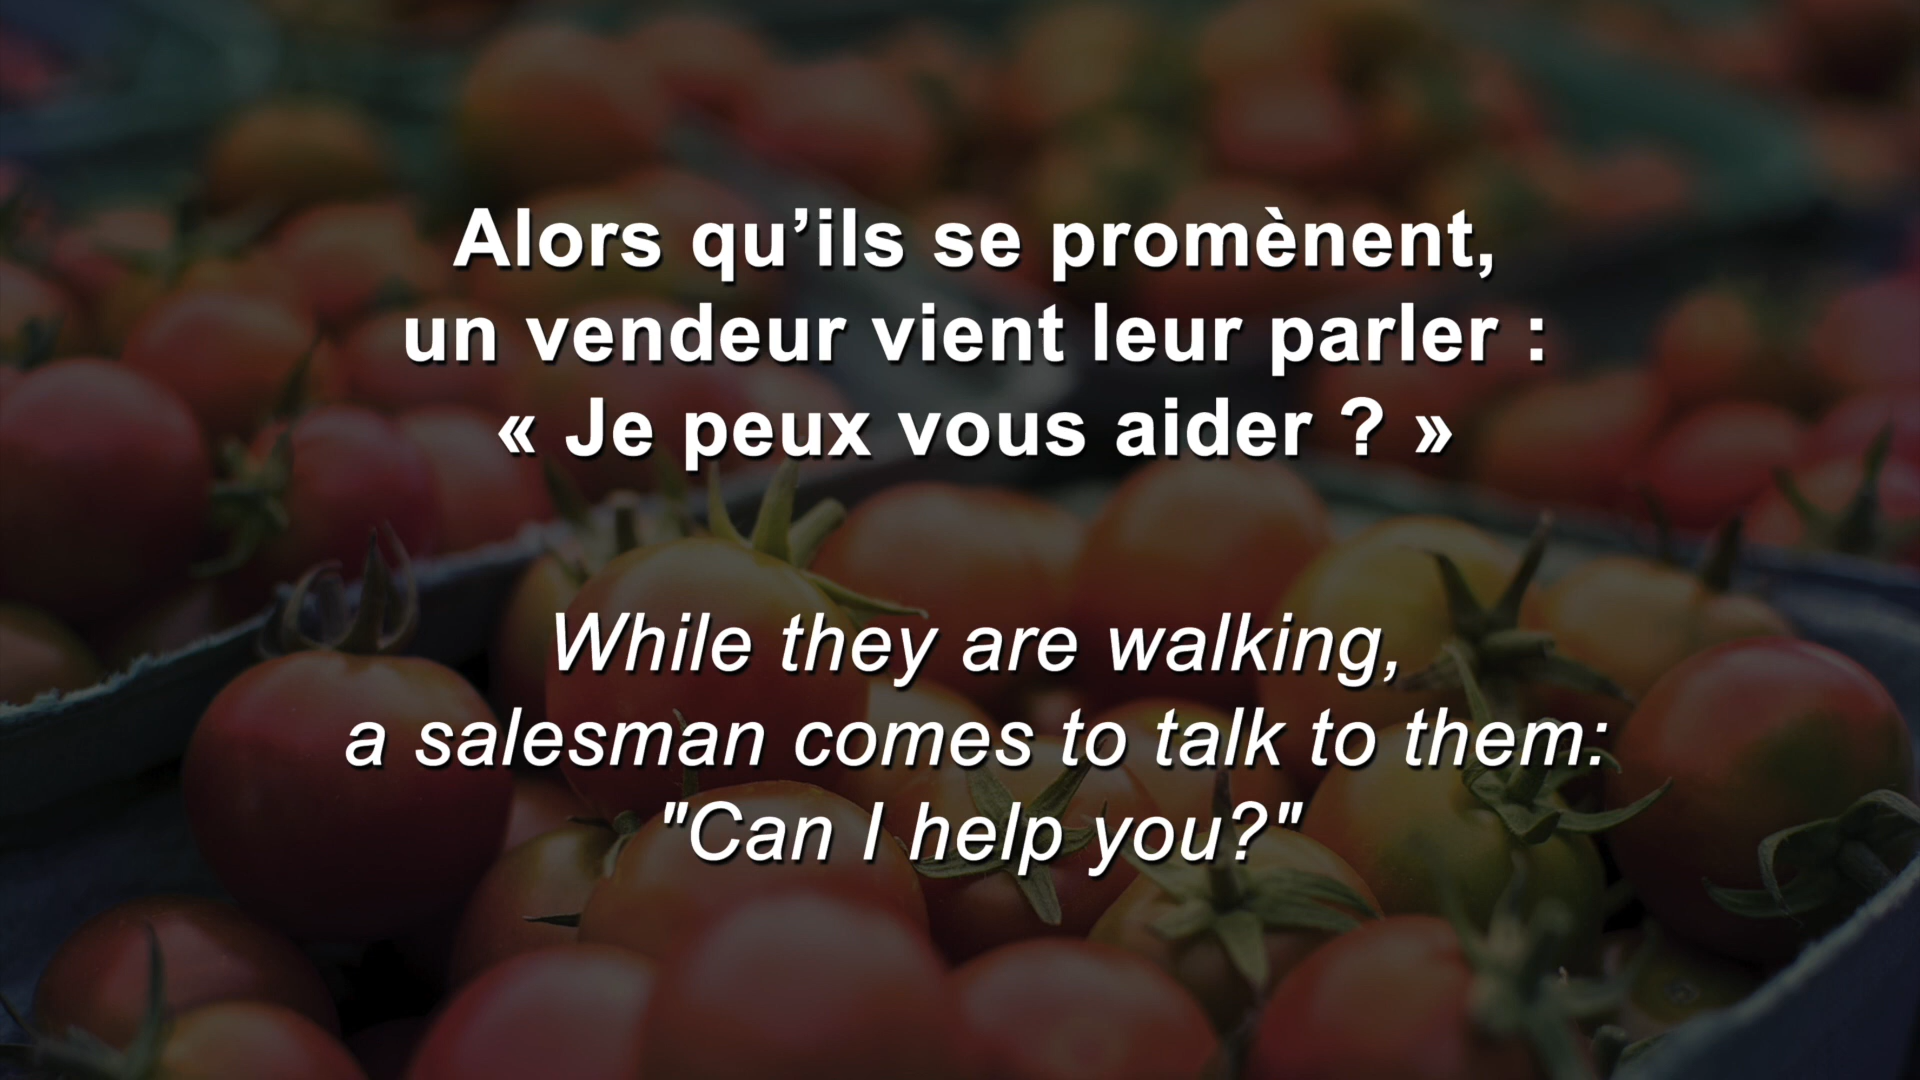 Alors qu’ils se promènent,
un vendeur vient leur parler :
« Je peux vous aider ? »
While they are walking,
a salesman comes to talk to them:
"Can I help you?"